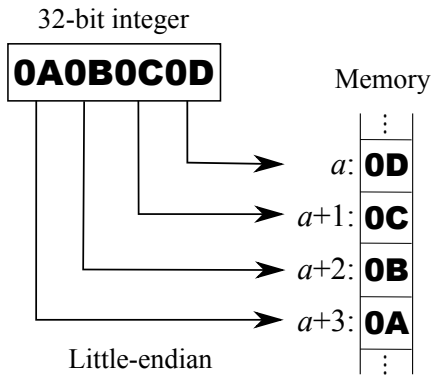 32-bit integer
0A0B0C0D
Memory
⋮
a: 0D
a+1: 0C
a+2: 0B
a+3: 0A
⋮
Little-endian